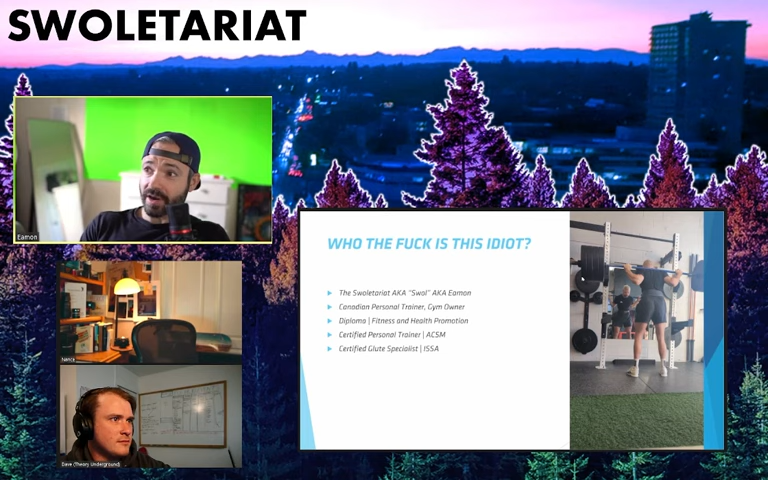 SWOLETARIAT
Eamon
WHO THE FUCK IS THIS IDIOT?
The Swoletariat AKA "Swol" AKA Eamon
Canadian Personal Trainer, Gym Owner
Diploma | Fitness and Health Promotion
Certified Personal Trainer | ACSM
Certified Glute Specialist | ISSA
Nance
Dave (Theory Underground)